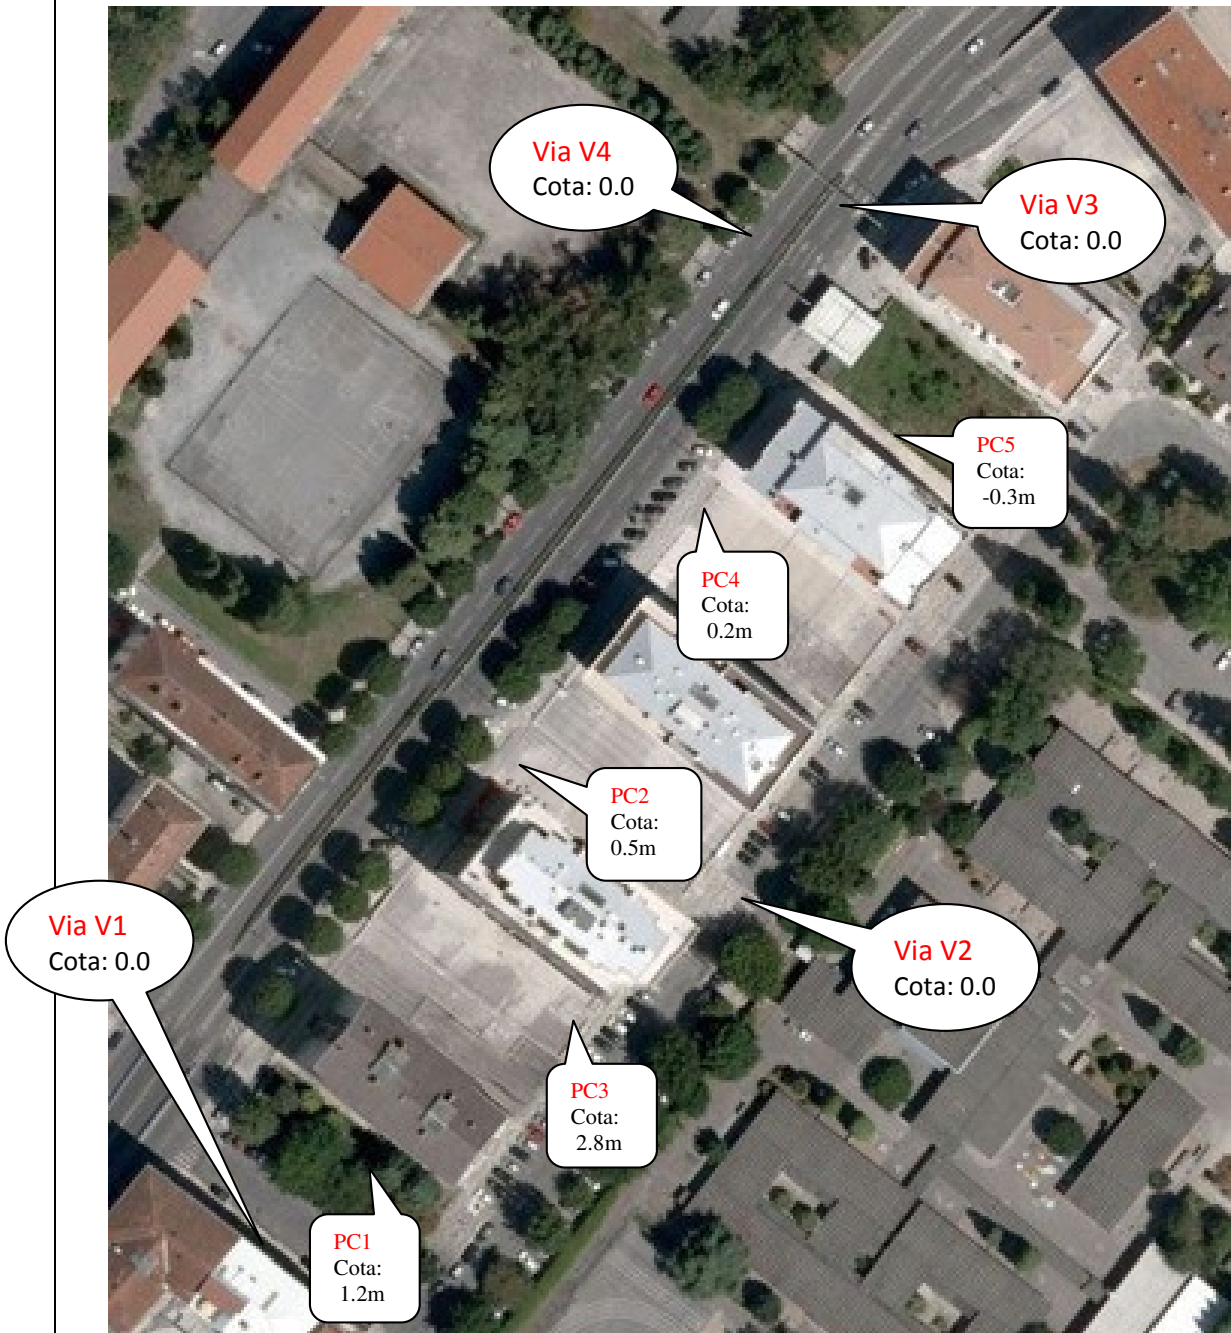 Via V4
Cota: 0.0
Via V3
Cota: 0.0
PC5
Cota:
-0.3m
PC4
Cota:
0.2m
PC2
Cota:
0.5m
Via V1
Cota: 0.0
Via V2
Cota: 0.0
PC3
Cota:
2.8m
PC1
Cota:
1.2m